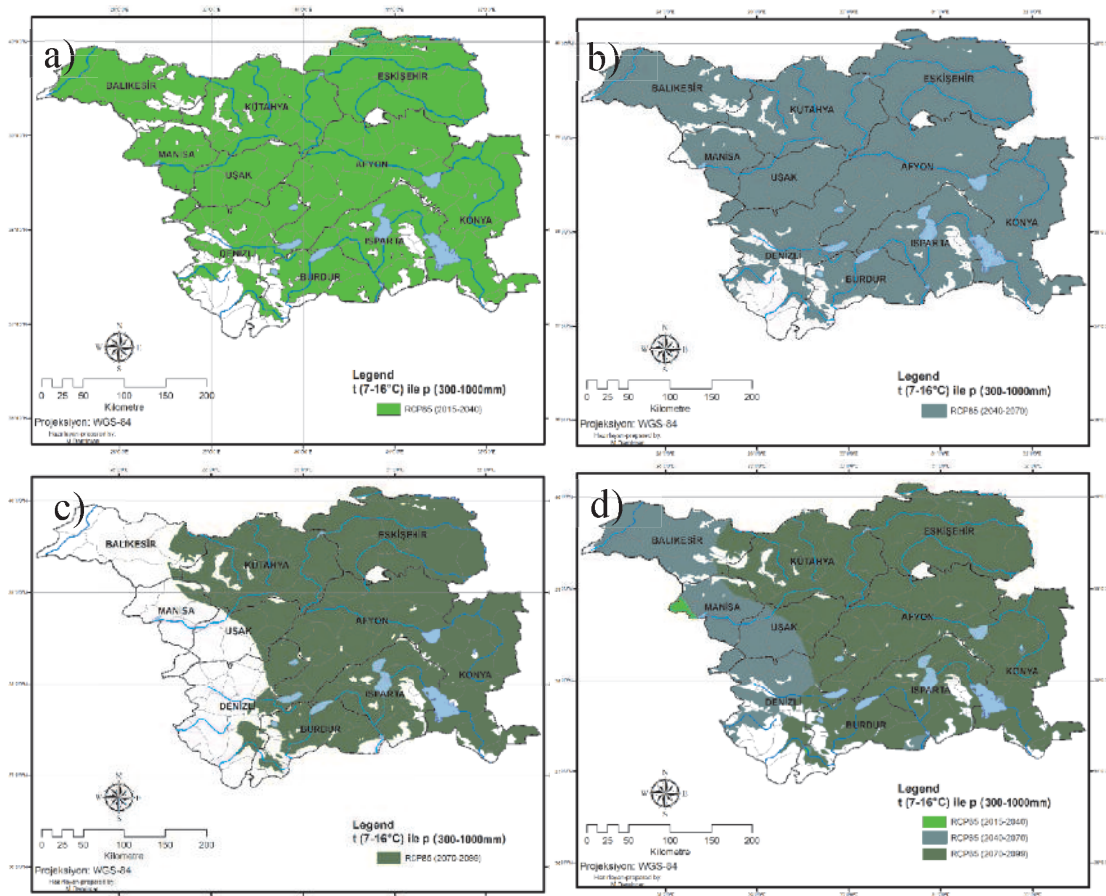 a)
BALIKESİR
KÜTAHYA
ESKİŞEHİR
MANİSA
UŞAK
AFYON
KONYA
ISPARTA
DENİZLİ
BURDUR
N
W E
S
0 25 50 100 150 200
Kilometre
Projeksiyon: WGS-84
Legend
t (7-16°C) ile p (300-1000mm)
RCP85 (2015-2040)
b)
BALIKESİR
KÜTAHYA
ESKİŞEHİR
MANİSA
UŞAK
AFYON
KONYA
ISPARTA
DENİZLİ
BURDUR
N
W E
S
0 25 50 100 150 200
Kilometre
Projeksiyon: WGS-84
Legend
t (7-16°C) ile p (300-1000mm)
RCP85 (2040-2070)
c)
BALIKESİR
KÜTAHYA
ESKİŞEHİR
MANİSA
UŞAK
AFYON
KONYA
ISPARTA
DENİZLİ
BURDUR
N
W E
S
0 25 50 100 150 200
Kilometre
Projeksiyon: WGS-84
Legend
t (7-16°C) ile p (300-1000mm)
RCP85 (2070-2099)
d)
BALIKESİR
KÜTAHYA
ESKİŞEHİR
MANİSA
UŞAK
AFYON
KONYA
ISPARTA
DENİZLİ
BURDUR
N
W E
S
0 25 50 100 150 200
Kilometre
Projeksiyon: WGS-84
Legend
t (7-16°C) ile p (300-1000mm)
RCP85 (2015-2040)
RCP85 (2040-2070)
RCP85 (2070-2099)